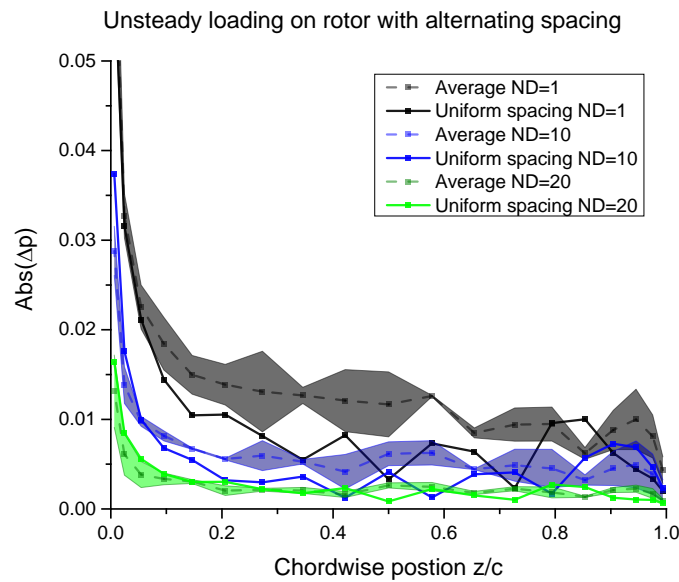 Unsteady loading on rotor with alternating spacing
0.05
0.04
0.03
0.02
0.01
0.00
Abs(Δp)
Average ND=1
Uniform spacing ND=1
Average ND=10
Uniform spacing ND=10
Average ND=20
Uniform spacing ND=20
0.0 0.2 0.4 0.6 0.8 1.0
Chordwise postion z/c